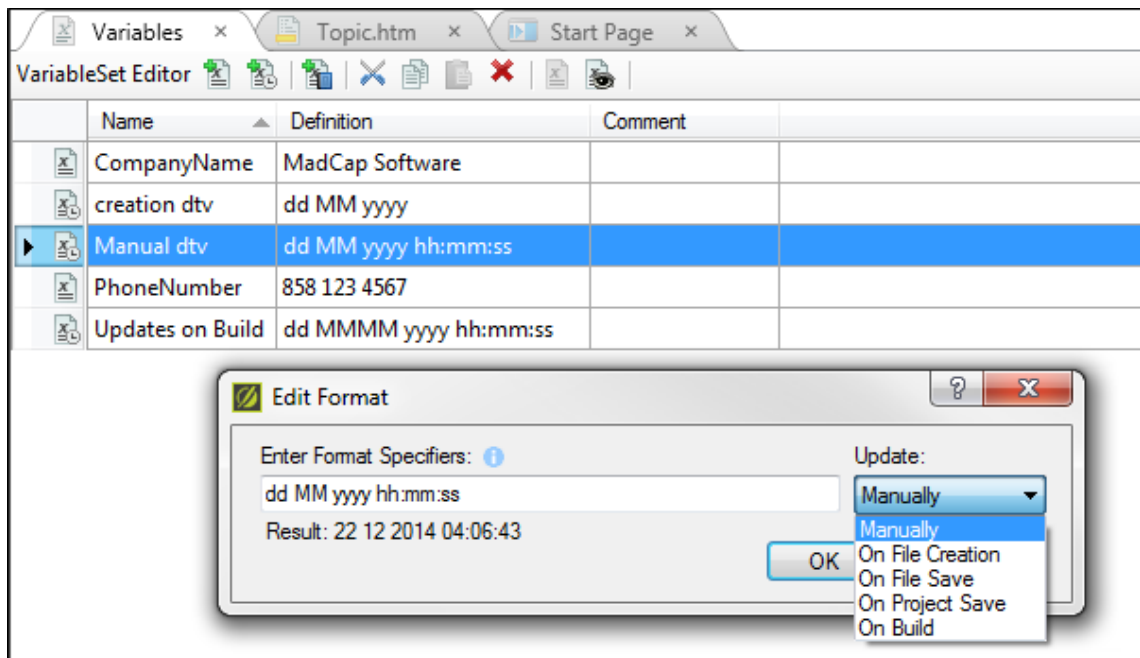 Variables
Topic.htm
Start Page
VariableSet Editor
Name Definition Comment
CompanyName MadCap Software
creation dtv dd MM yyyy
Manual dtv dd MM yyyy hh:mm:ss
PhoneNumber 858 123 4567
Updates on Build dd MMMM yyyy hh:mm:ss
Edit Format
Enter Format Specifiers: Update:
dd MM yyyy hh:mm:ss Manually
Result: 22 12 2014 04:06:43 Manually
OK On File Creation
On File Save
On Project Save
On Build